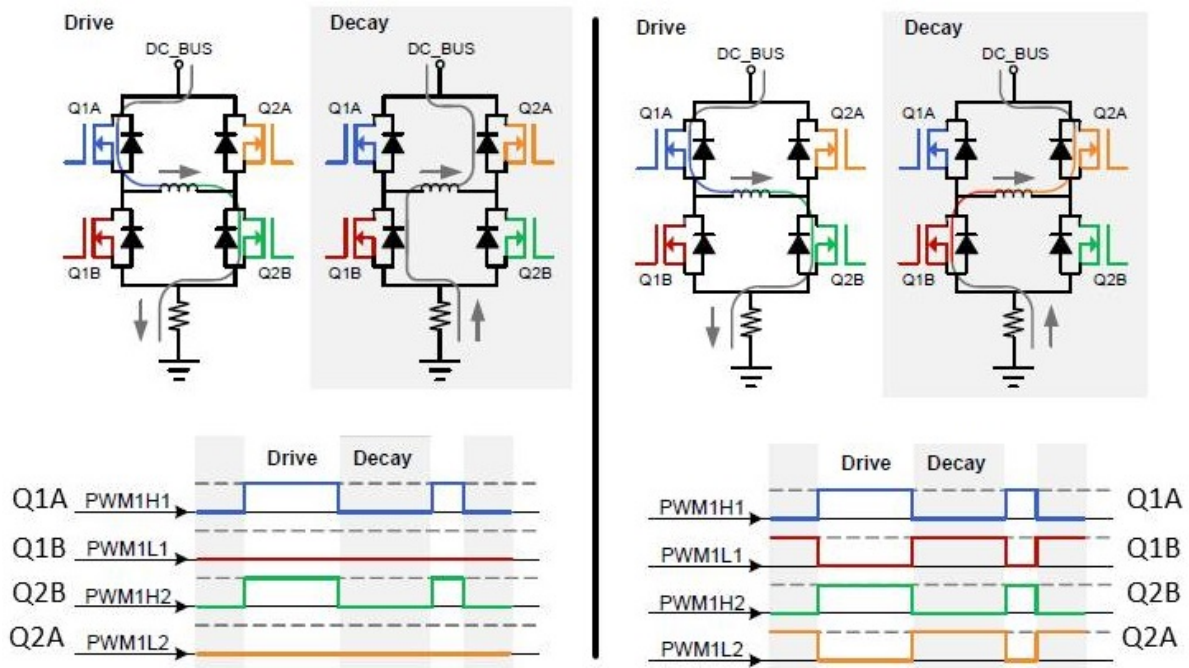 Drive
Decay
DC_BUS
DC_BUS
Q1A
Q2A
Q1A
Q2A
Q1B
Q2B
Q1B
Q2B
Drive
Decay
Q1A PWM1H1
Q1B PWM1L1
Q2B PWM1H2
Q2A PWM1L2
Drive
Decay
DC_BUS
DC_BUS
Q1A
Q2A
Q1A
Q2A
Q1B
Q2B
Q1B
Q2B
Drive
Decay
PWM1H1 Q1A
PWM1L1 Q1B
PWM1H2 Q2B
PWM1L2 Q2A